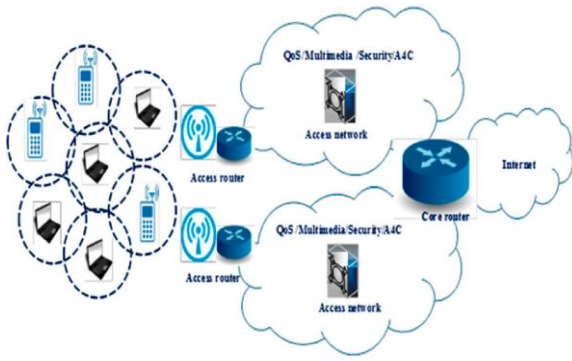 QoS/Multimedia /Security/A4C
Access network
Access router
Internet
Core router
QoS /Multimedia/Security/A4C
Access router
Access network